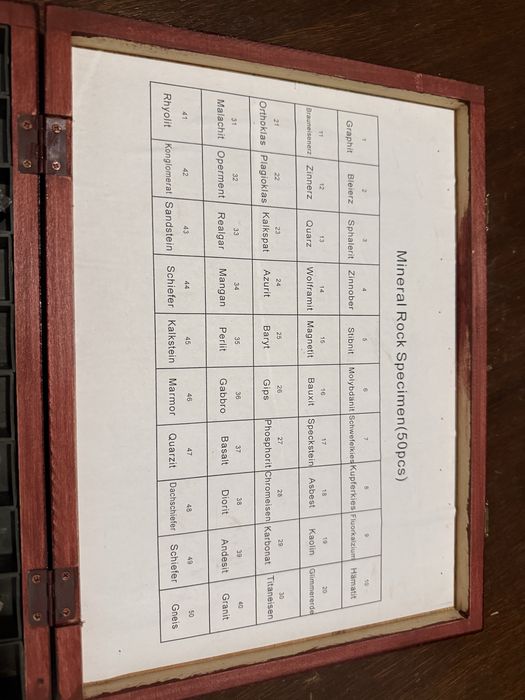 Mineral Rock Specimen(50pcs)
1 2 3 4 5 6 7 8 9 10
Graphit Bleierz Sphalerit Zinnober Stibnit Molybdänit Schwefelkies Kupferkies Fluorkalzium Hämatit
11 12 13 14 15 16 17 18 19 20
Brauneisenerz Zinnerz Quarz Wolframit Magnetit Bauxit Speckstein Asbest Kaolin Glimmererde
21 22 23 24 25 26 27 28 29 30
Orthoklas Plagioklas Kalkspat Azurit Baryt Gips Phosphorit Chromeisen Karbonat Titaneisen
31 32 33 34 35 36 37 38 39 40
Malachit Operment Realgar Mangan Perlit Gabbro Basalt Diorit Andesit Granit
41 42 43 44 45 46 47 48 49 50
Rhyolit Konglomerat Sandstein Schiefer Kalkstein Marmor Quarzit Dachschiefer Schiefer Gneis